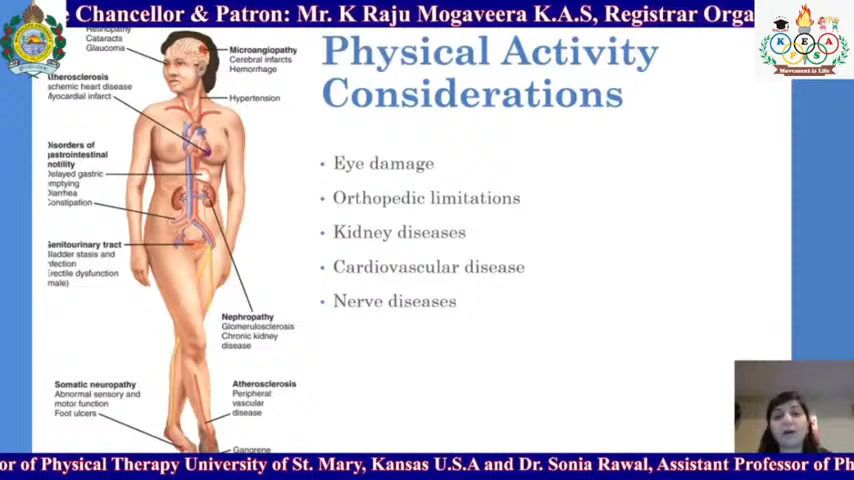 e Chancellor & Patron: Mr. K Raju Mogaveera K.A.S, Registrar Orga
K E A
P S
Movement is Life
Physical Activity
Considerations
• Eye damage
• Orthopedic limitations
• Kidney diseases
• Cardiovascular disease
• Nerve diseases
Retinopathy
Cataracts
Glaucoma
Microangiopathy
Cerebral infarcts
Hemorrhage
Hypertension
Atherosclerosis
schemic heart disease
Myocardial infarct
Disorders of
gastrointestinal
motility
Delayed gastric
emptying
Diarrhea
Constipation
Genitourinary tract
Bladder stasis and
nfection
Erectile dysfunction
male)
Nephropathy
Glomerulosclerosis
Chronic kidney
disease
Somatic neuropathy
Abnormal sensory and
motor function
Foot ulcers
Atherosclerosis
Peripheral
vascular
disease
Gangrene
or of Physical Therapy University of St. Mary, Kansas U.S.A and Dr. Sonia Rawal, Assistant Professor of Ph